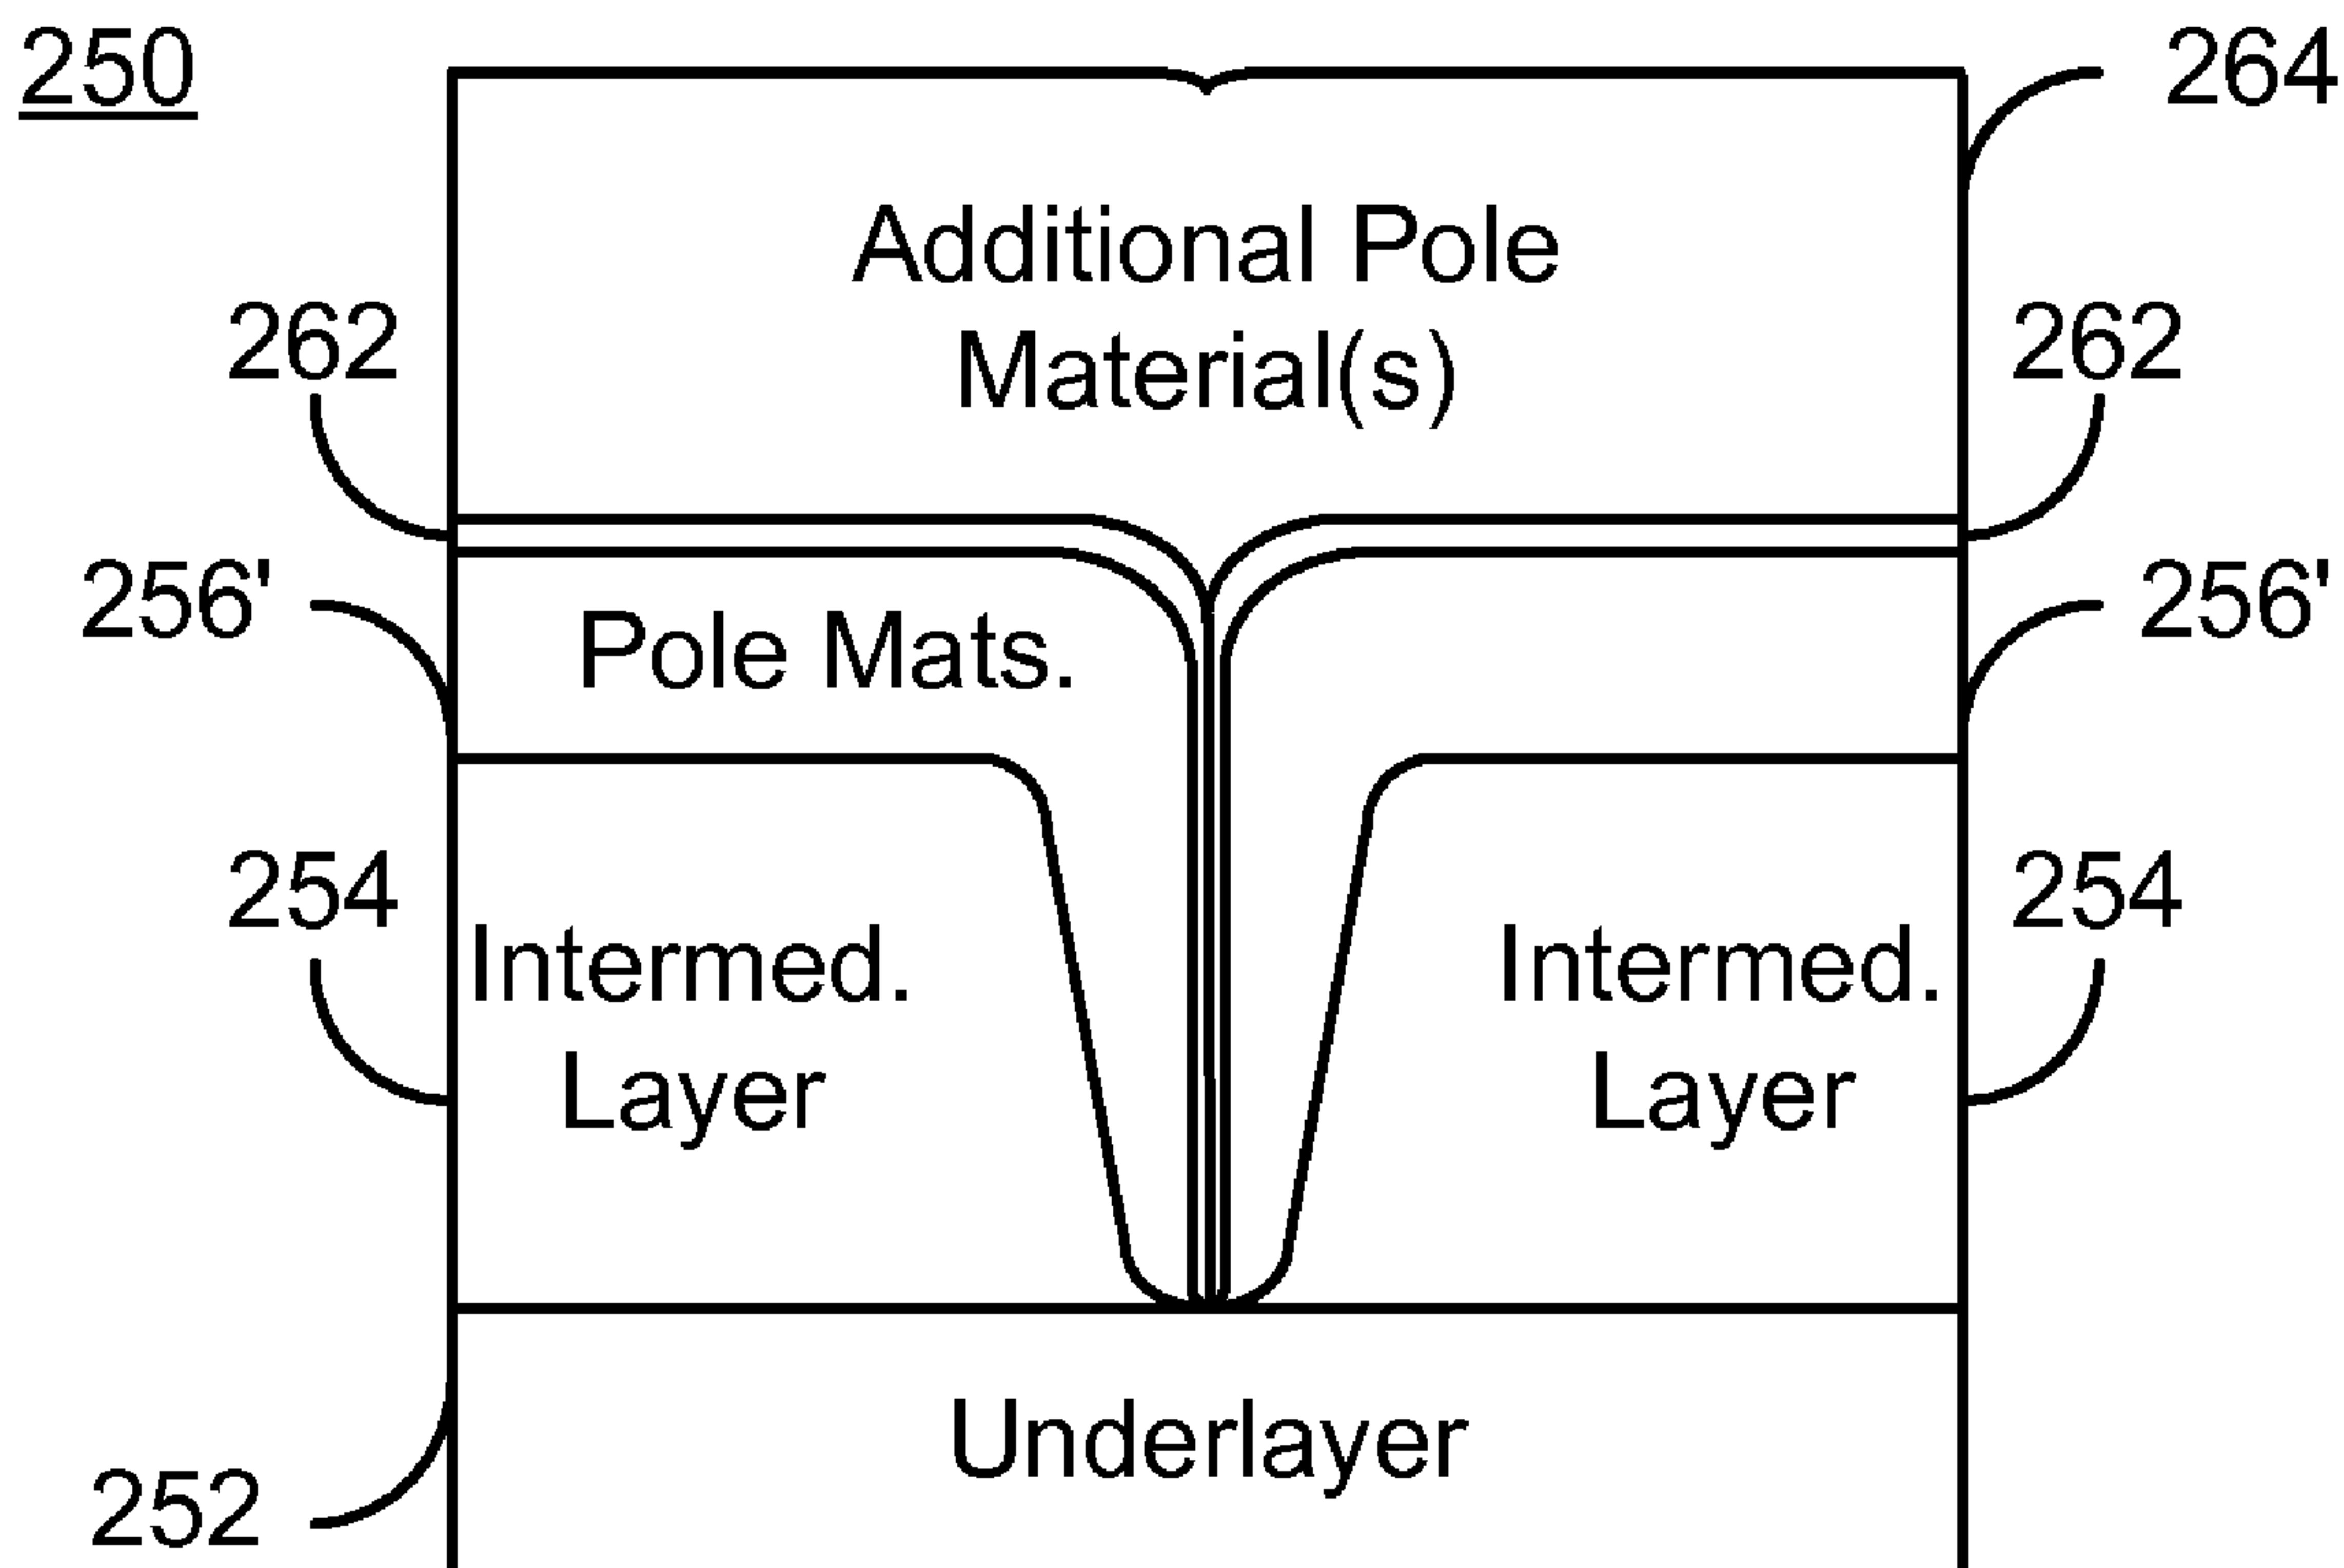 250
264
Additional Pole
Material(s)
262
262
256'
256'
Pole Mats.
254
254
Intermed.
Layer
Intermed.
Layer
Underlayer
252